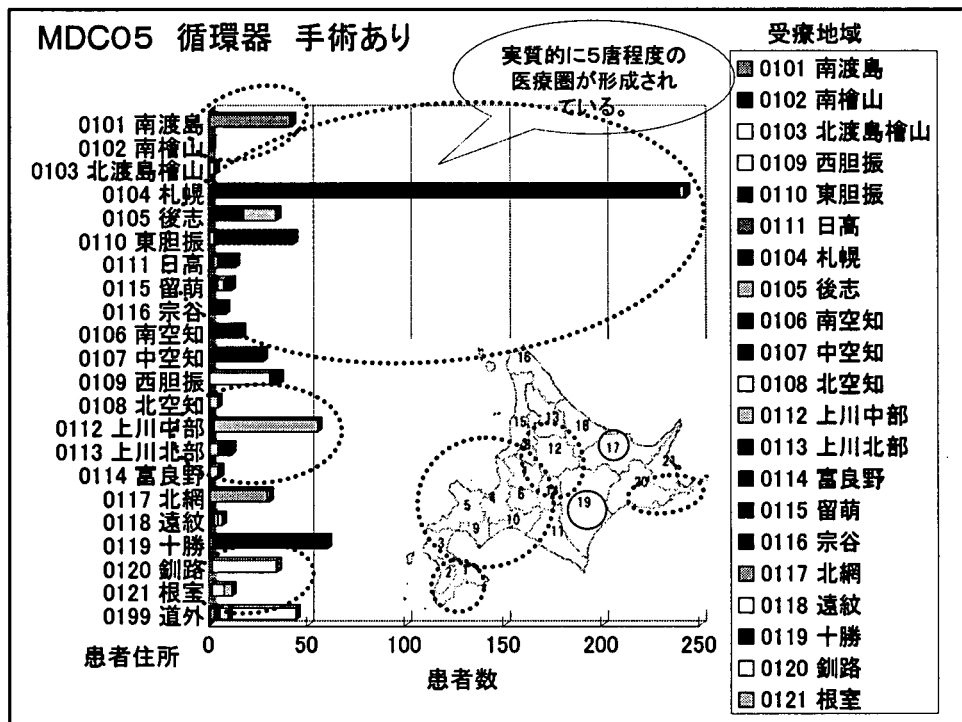 MDC05 循環器 手術あり
実質的に5唐程度の
医療圏が形成され
ている。
0101 南渡島
0102 南檜山
0103 北渡島檜山
0104 札幌
0105 後志
0110 東胆振
0111 日高
0115 留萌
0116 宗谷
0106 南空知
0107 中空知
0109 西胆振
0108 北空知
0112 上川中部
0113 上川北部
0114 富良野
0117 北網
0118 遠紋
0119 十勝
0120 釧路
0121 根室
0199 道外
患者住所
0
50
100
150
200
250
患者数
16
15
13
18
12
17
21
20
19
6
5
4
10
9
11
3
2
1
受療地域
0101 南渡島
0102 南檜山
0103 北渡島檜山
0109 西胆振
0110 東胆振
0111 日高
0104 札幌
0105 後志
0106 南空知
0107 中空知
0108 北空知
0112 上川中部
0113 上川北部
0114 富良野
0115 留萌
0116 宗谷
0117 北網
0118 遠紋
0119 十勝
0120 釧路
0121 根室